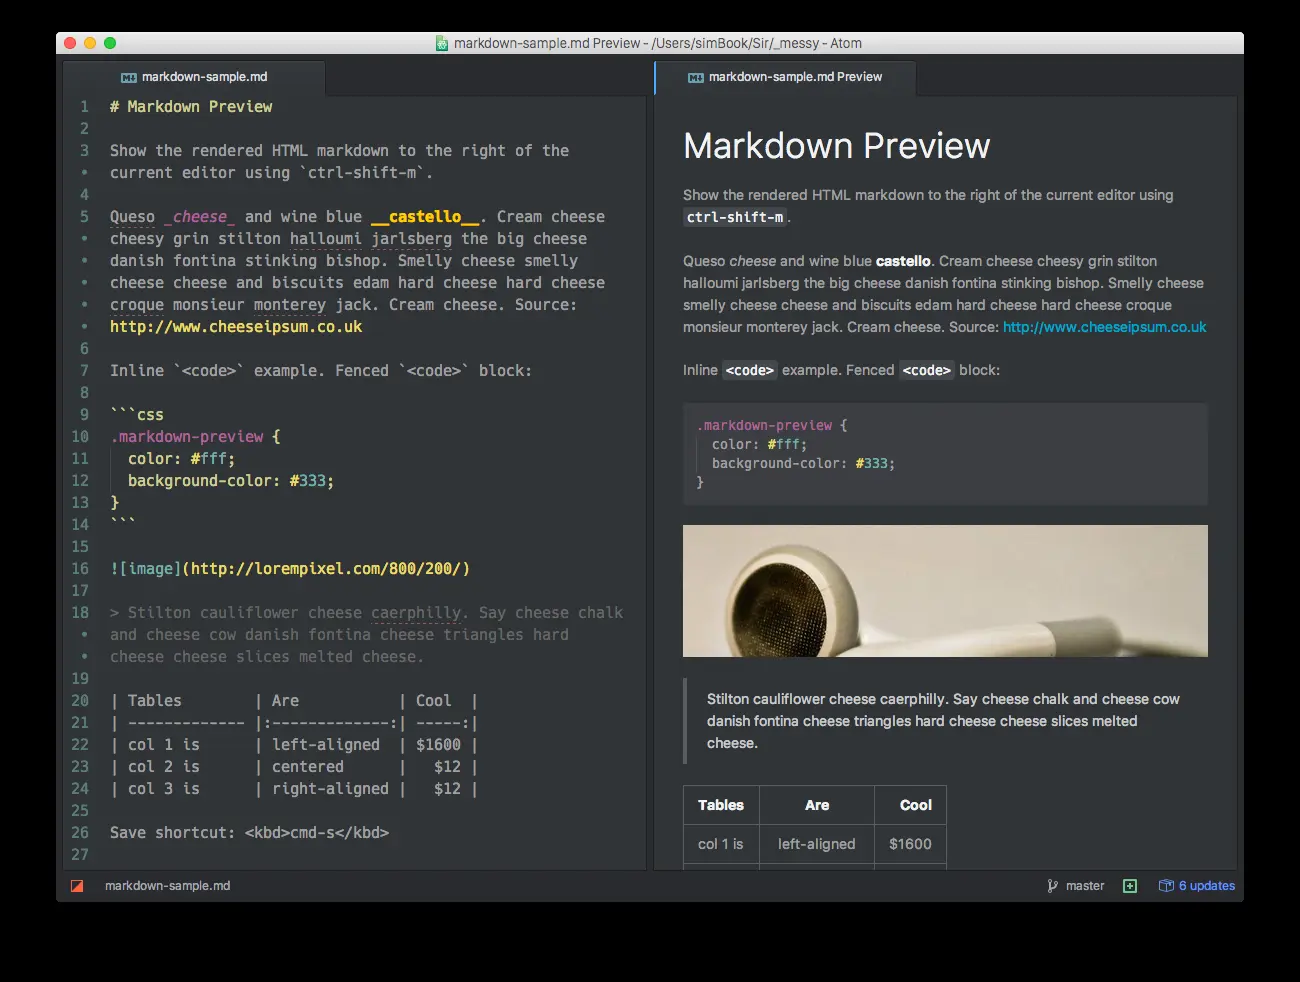 markdown-sample.md Preview - /Users/simBook/Sir/_messy - Atom
markdown-sample.md
1 # Markdown Preview
2
3 Show the rendered HTML markdown to the right of the
• current editor using `ctrl-shift-m`.
4
5 Queso _cheese_ and wine blue __castello__. Cream cheese
• cheesy grin stilton halloumi jarlsberg the big cheese
• danish fontina stinking bishop. Smelly cheese smelly
• cheese cheese and biscuits edam hard cheese hard cheese
• croque monsieur monterey jack. Cream cheese. Source:
• http://www.cheeseipsum.co.uk
6
7 Inline `<code>` example. Fenced `<code>` block:
8
9 ```css
10 .markdown-preview {
11   color: #fff;
12   background-color: #333;
13 }
14 ```
15
16 ![image](http://lorempixel.com/800/200/)
17
18 > Stilton cauliflower cheese caerphilly. Say cheese chalk
• and cheese cow danish fontina cheese triangles hard
• cheese cheese slices melted cheese.
19
20 | Tables        | Are           | Cool  |
21 | ------------- |:-------------:| -----:|
22 | col 1 is      | left-aligned  | $1600 |
23 | col 2 is      | centered      |   $12 |
24 | col 3 is      | right-aligned |   $12 |
25
26 Save shortcut: <kbd>cmd-s</kbd>
27
markdown-sample.md Preview
Markdown Preview
Show the rendered HTML markdown to the right of the current editor using
ctrl-shift-m.
Queso cheese and wine blue castello. Cream cheese cheesy grin stilton
halloumi jarlsberg the big cheese danish fontina stinking bishop. Smelly cheese
smelly cheese cheese and biscuits edam hard cheese hard cheese croque
monsieur monterey jack. Cream cheese. Source: http://www.cheeseipsum.co.uk
Inline <code> example. Fenced <code> block:
.markdown-preview {
  color: #fff;
  background-color: #333;
}
Stilton cauliflower cheese caerphilly. Say cheese chalk and cheese cow
danish fontina cheese triangles hard cheese cheese slices melted
cheese.
Tables Are Cool
col 1 is left-aligned $1600
markdown-sample.md
master
6 updates